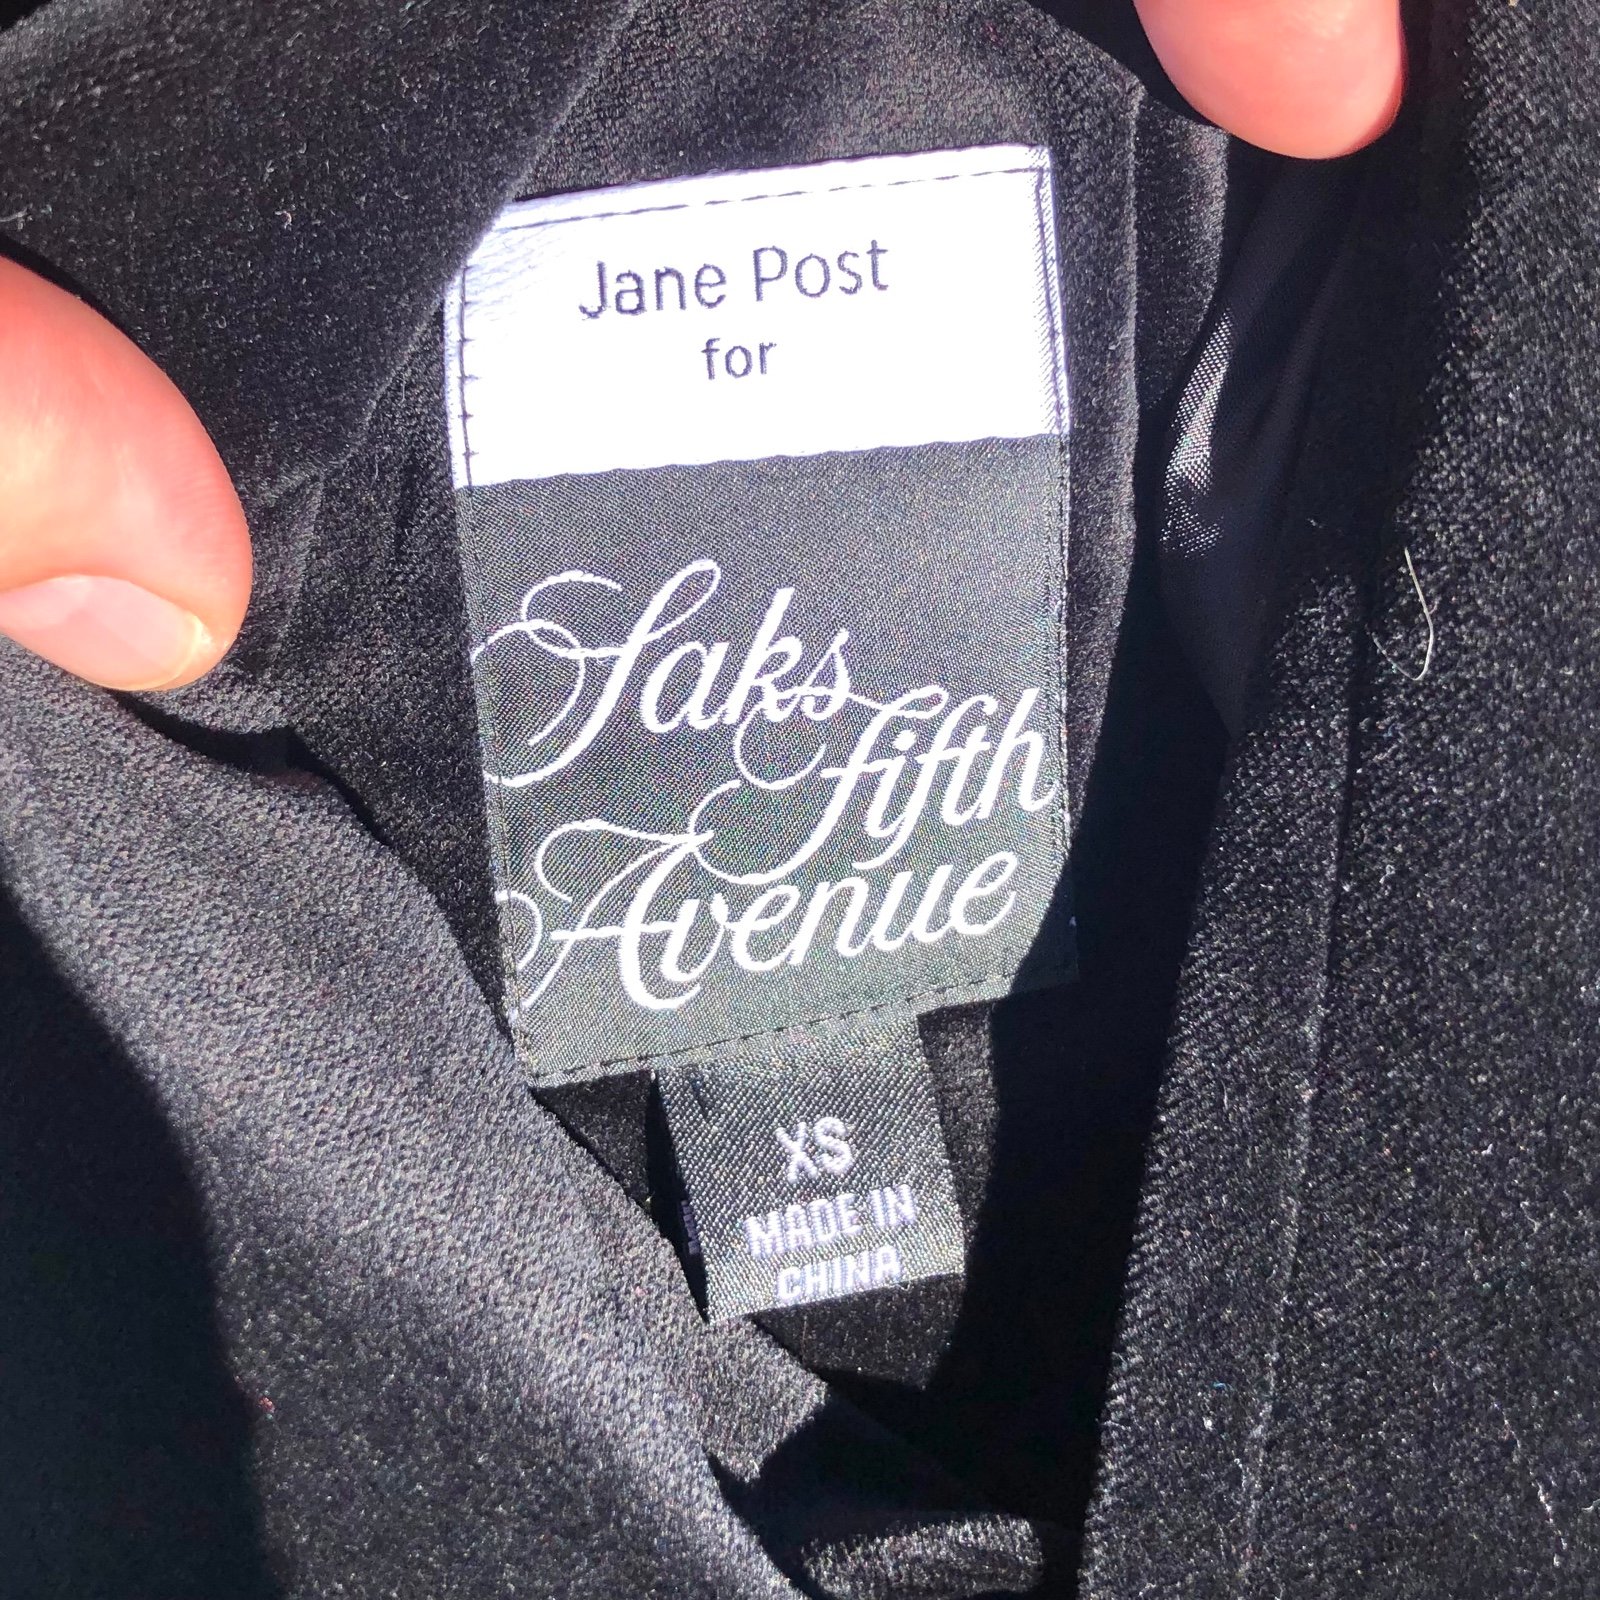 Jane Post
for
Saks
fifth
Avenue
XS
MADE IN
CHINA